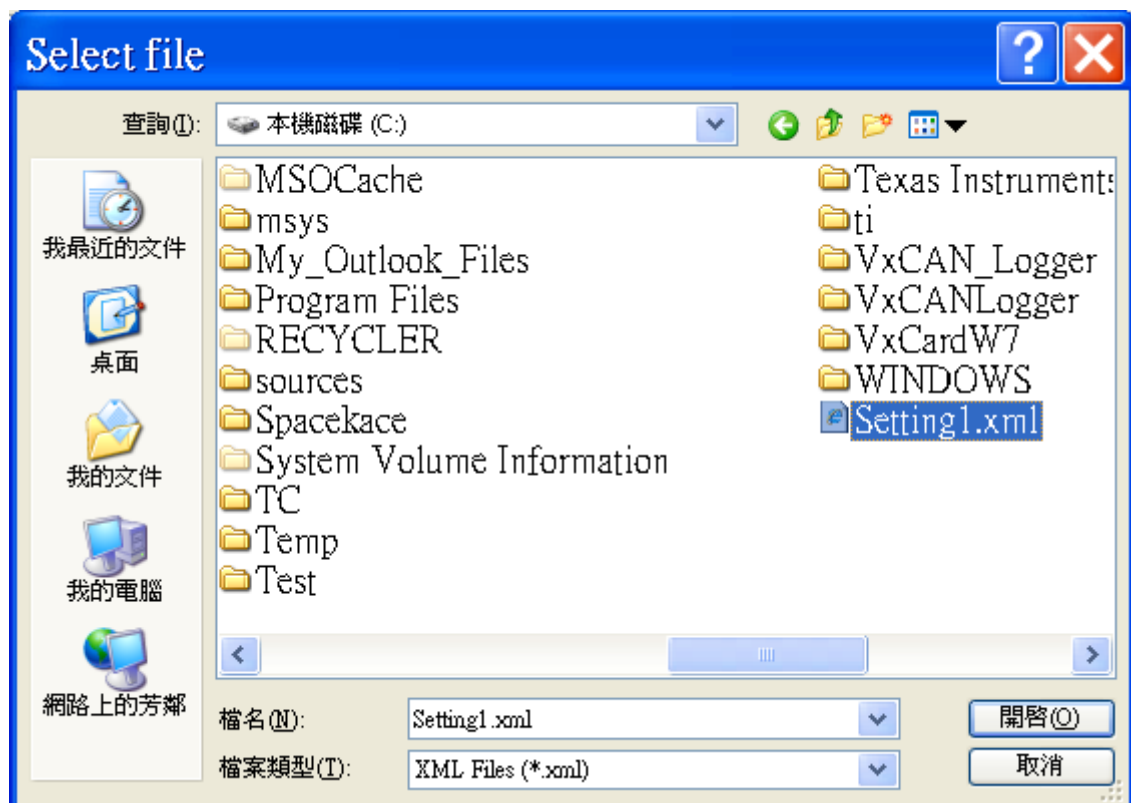 Select file
查詢(I):
本機磁碟 (C:)
我最近的文件
桌面
我的文件
我的電腦
網路上的芳鄰
MSOCache
msys
My_Outlook_Files
Program Files
RECYCLER
sources
Spacekace
System Volume Information
TC
Temp
Test
Texas Instruments
ti
VxCAN_Logger
VxCANLogger
VxCardW7
WINDOWS
Setting1.xml
檔名(N):
Setting1.xml
開啓(O)
檔案類型(T):
XML Files (*.xml)
取消